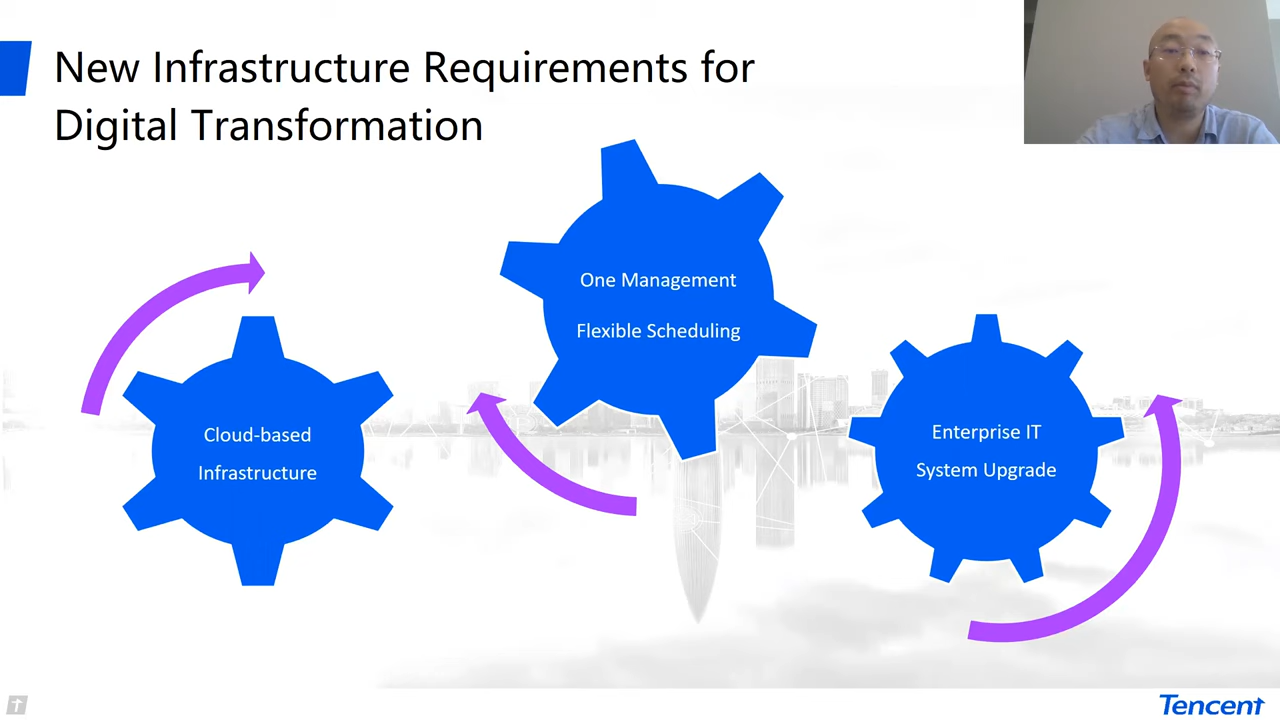 New Infrastructure Requirements for
Digital Transformation
One Management
Flexible Scheduling
Cloud-based
Infrastructure
Enterprise IT
System Upgrade
Tencent